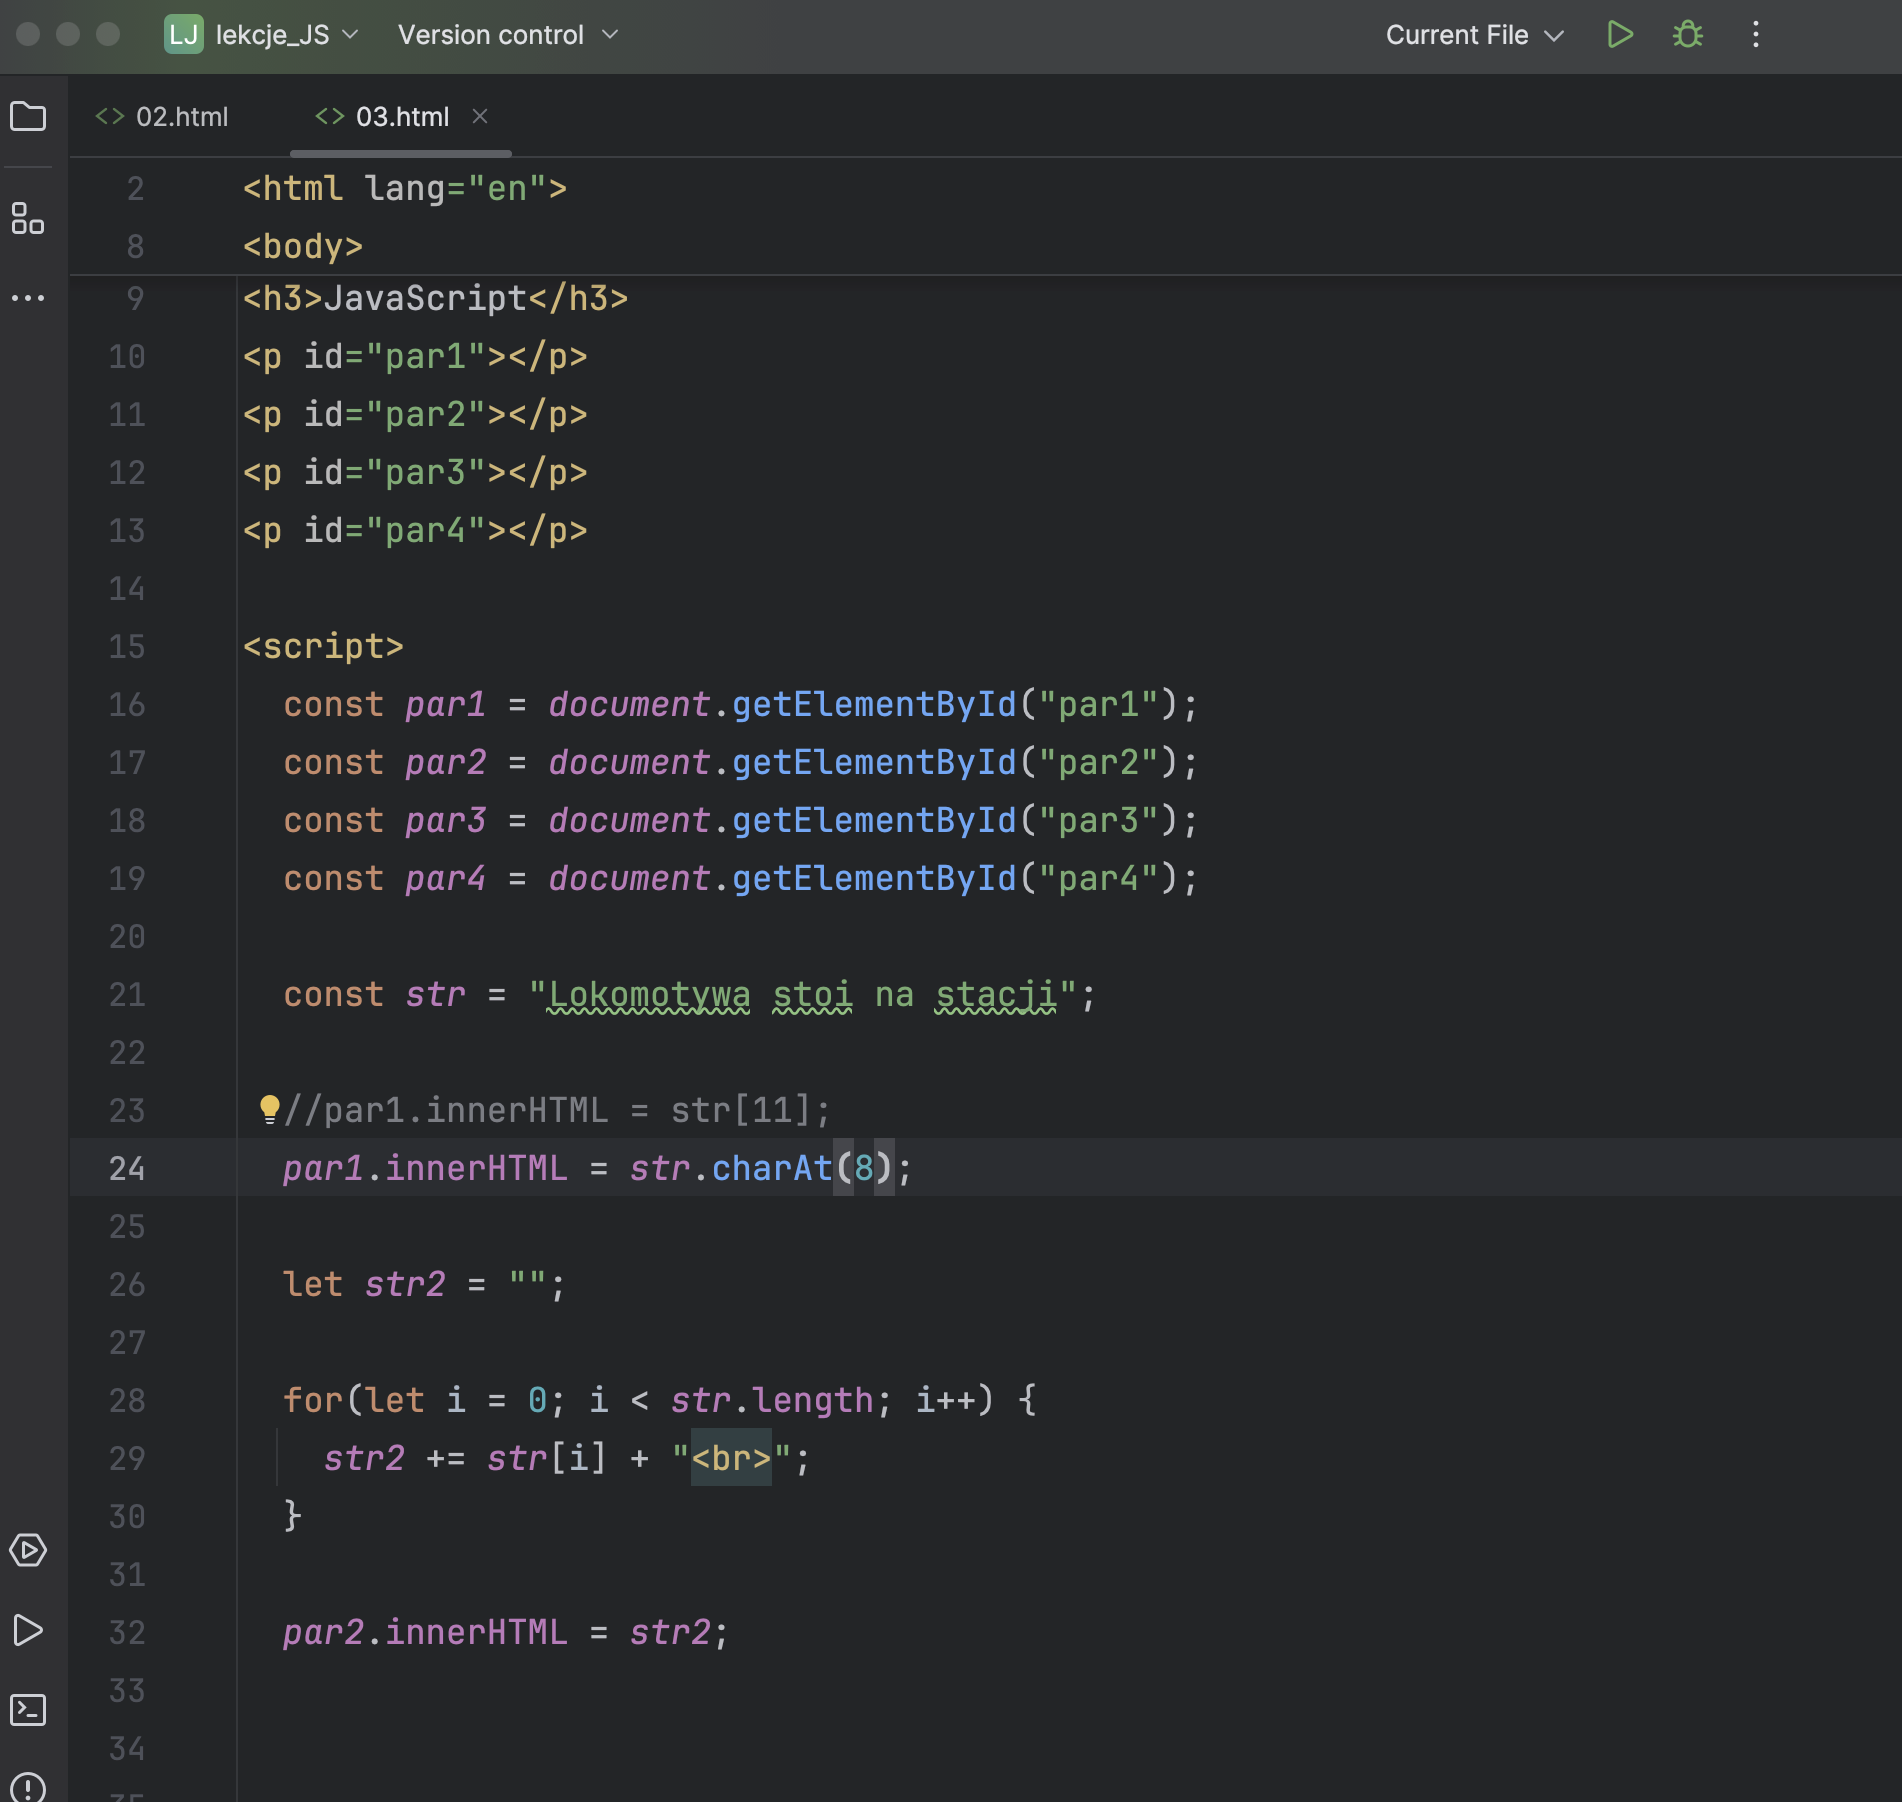 LJ lekcje_JS Version control Current File
02.html 03.html
2 <html lang="en">
8 <body>
9 <h3>JavaScript</h3>
10 <p id="par1"></p>
11 <p id="par2"></p>
12 <p id="par3"></p>
13 <p id="par4"></p>
14
15 <script>
16 const par1 = document.getElementById("par1");
17 const par2 = document.getElementById("par2");
18 const par3 = document.getElementById("par3");
19 const par4 = document.getElementById("par4");
20
21 const str = "Lokomotywa stoi na stacji";
22
23 //par1.innerHTML = str[11];
24 par1.innerHTML = str.charAt(8);
25
26 let str2 = "";
27
28 for(let i = 0; i < str.length; i++) {
29 str2 += str[i] + "<br>";
30 }
31
32 par2.innerHTML = str2;
33
34